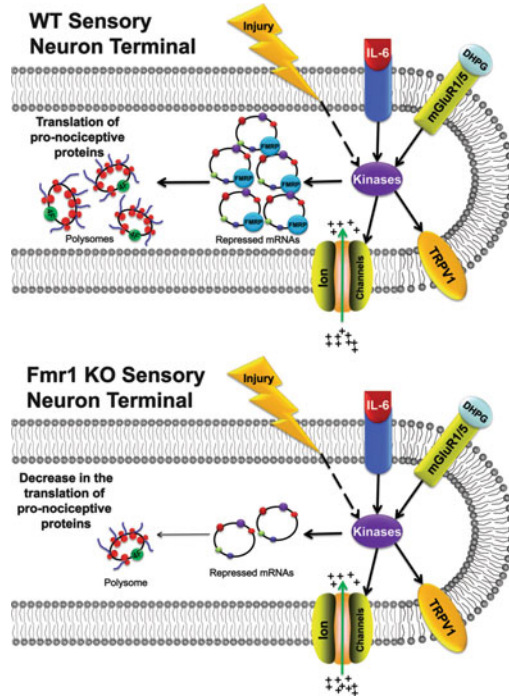 WT Sensory
Neuron Terminal
Injury
IL-6
DHPG
mGluR1/5
Translation of
pro-nociceptive
proteins
FMRP
FMRP
FMRP
FMRP
FMRP
Kinases
Polysomes
Repressed mRNAs
Ion
Channels
TRPV1
+++
++
+
++++
++++
Fmr1 KO Sensory
Neuron Terminal
Injury
IL-6
DHPG
mGluR1/5
Decrease in the
translation of
pro-nociceptive
proteins
Kinases
Polysome
Repressed mRNAs
Ion
Channels
TRPV1
+++
++
+
++++
++++